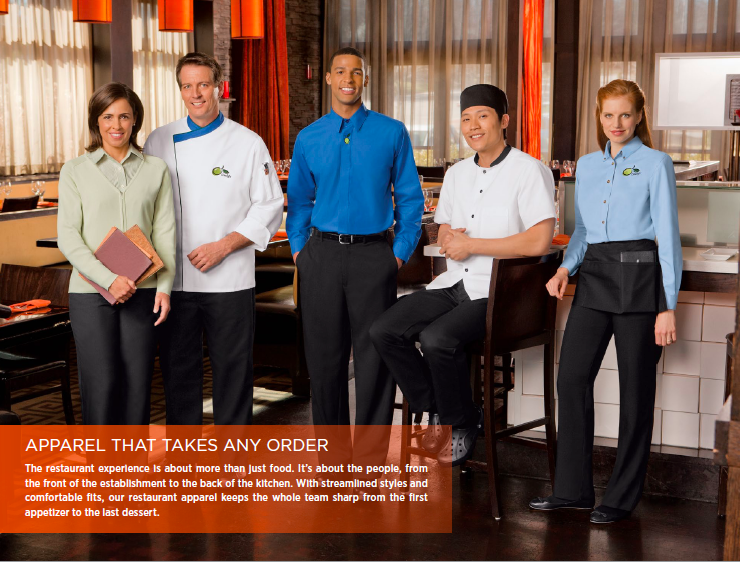 APPAREL THAT TAKES ANY ORDER
The restaurant experience is about more than just food. It's about the people, from
the front of the establishment to the back of the kitchen. With streamlined styles and
comfortable fits, our restaurant apparel keeps the whole team sharp from the first
appetizer to the last dessert.